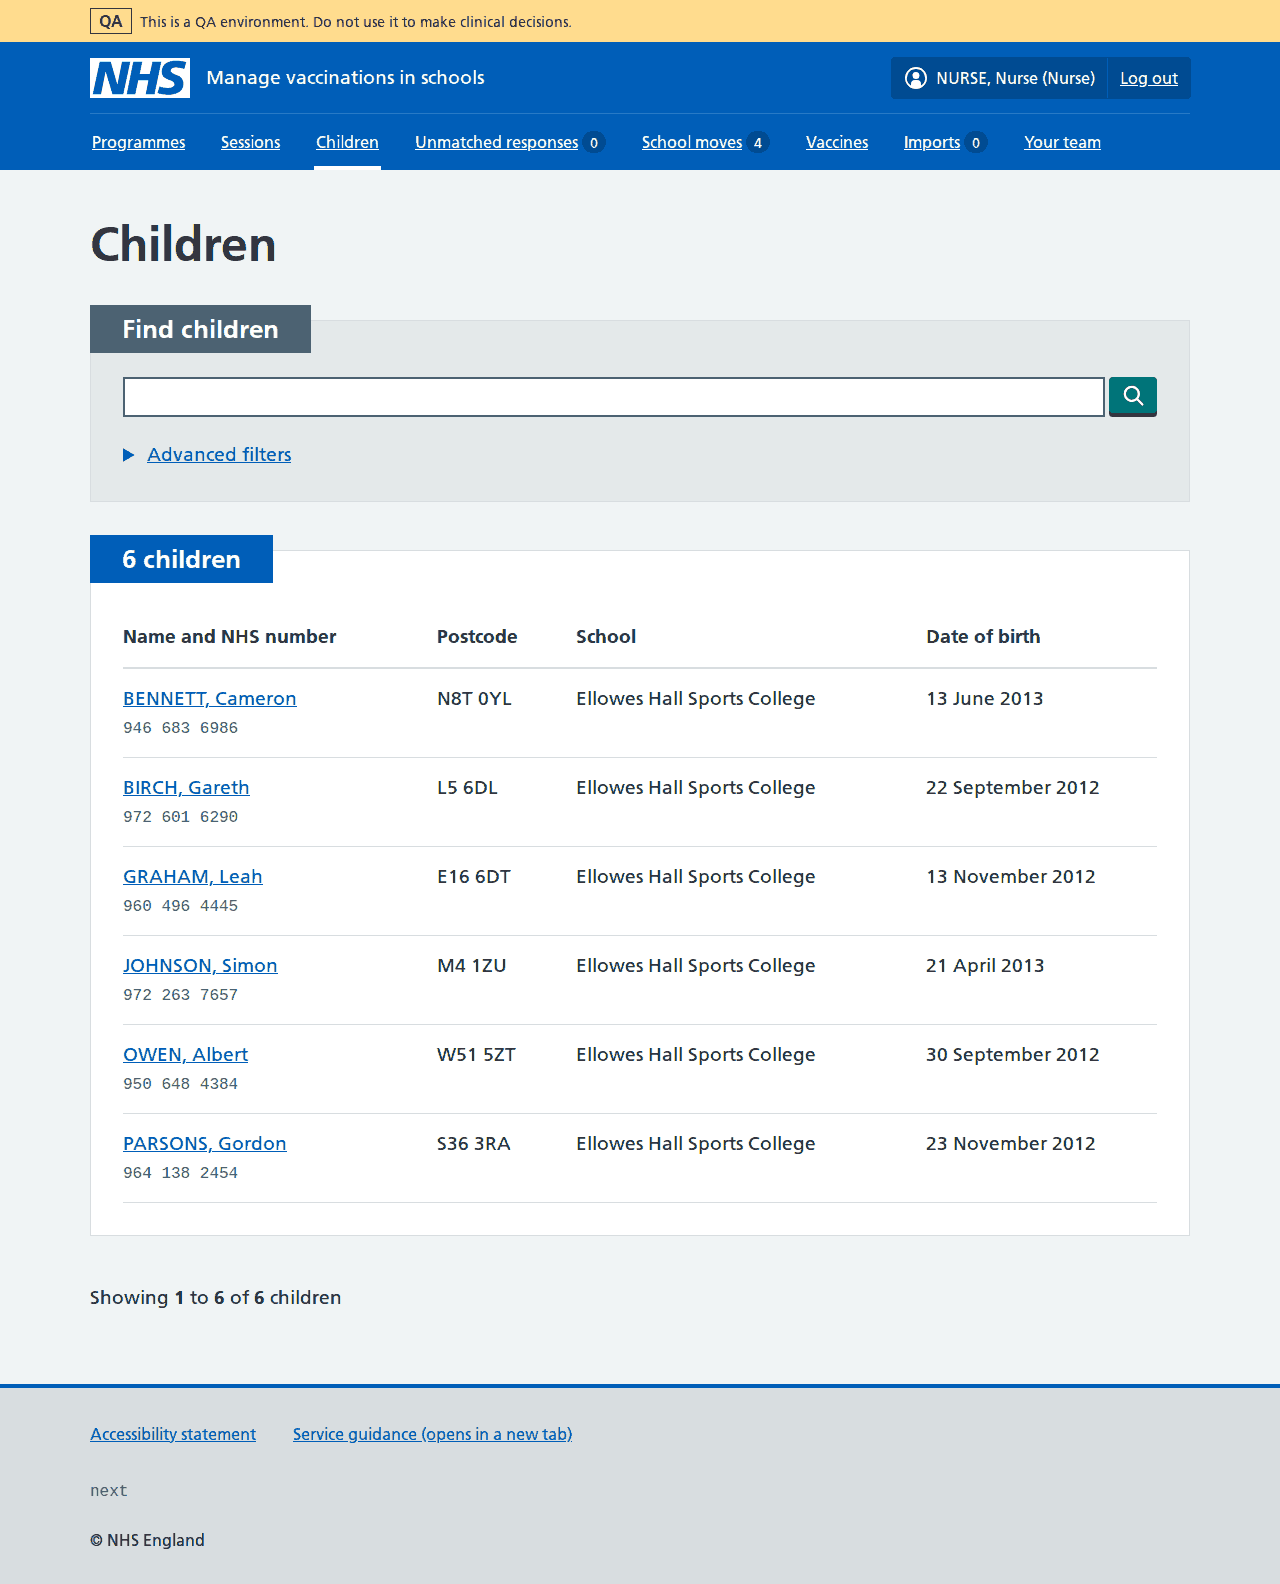 QA This is a QA environment. Do not use it to make clinical decisions.
NHS Manage vaccinations in schools NURSE, Nurse (Nurse) Log out
Programmes Sessions Children Unmatched responses 0 School moves 4 Vaccines Imports 0 Your team
Children
Find children
Advanced filters
6 children
Name and NHS number Postcode School Date of birth
BENNETT, Cameron N8T 0YL Ellowes Hall Sports College 13 June 2013
946 683 6986
BIRCH, Gareth L5 6DL Ellowes Hall Sports College 22 September 2012
972 601 6290
GRAHAM, Leah E16 6DT Ellowes Hall Sports College 13 November 2012
960 496 4445
JOHNSON, Simon M4 1ZU Ellowes Hall Sports College 21 April 2013
972 263 7657
OWEN, Albert W51 5ZT Ellowes Hall Sports College 30 September 2012
950 648 4384
PARSONS, Gordon S36 3RA Ellowes Hall Sports College 23 November 2012
964 138 2454
Showing 1 to 6 of 6 children
Accessibility statement Service guidance (opens in a new tab)
next
© NHS England